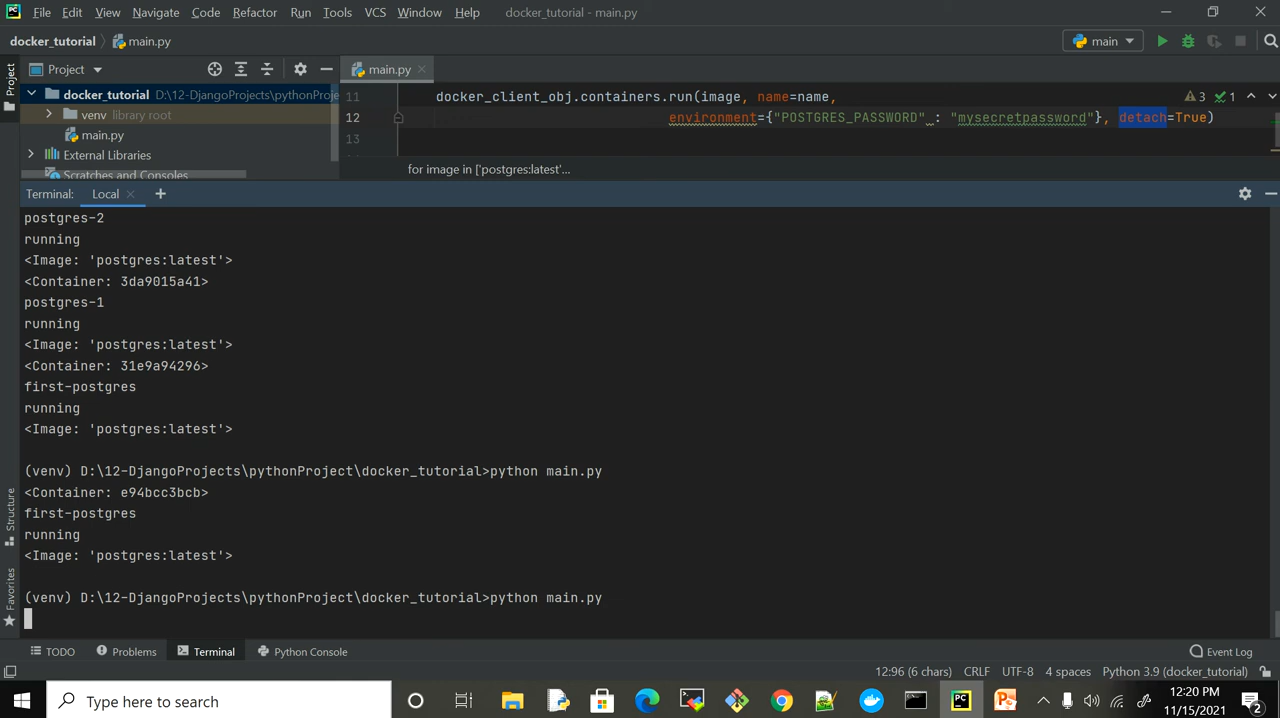 File Edit View Navigate Code Refactor Run Tools VCS Window Help docker_tutorial - main.py
docker_tutorial main.py main
Project main.py
docker_tutorial D:\12-DjangoProjects\pythonProje
venv library root
main.py
External Libraries
Scratches and Consoles
11 docker_client_obj.containers.run(image, name=name, 3 1
12 environment={"POSTGRES_PASSWORD" : "mysecretpassword"}, detach=True)
13
for image in ['postgres:latest'...
Project
Terminal: Local
postgres-2
running
<Image: 'postgres:latest'>
<Container: 3da9015a41>
postgres-1
running
<Image: 'postgres:latest'>
<Container: 31e9a94296>
first-postgres
running
<Image: 'postgres:latest'>
(venv) D:\12-DjangoProjects\pythonProject\docker_tutorial>python main.py
<Container: e94bcc3bcb>
first-postgres
running
<Image: 'postgres:latest'>
(venv) D:\12-DjangoProjects\pythonProject\docker_tutorial>python main.py
Structure
Favorites
TODO Problems Terminal Python Console Event Log
12:96 (6 chars) CRLF UTF-8 4 spaces Python 3.9 (docker_tutorial)
Type here to search
12:20 PM
11/15/2021
2